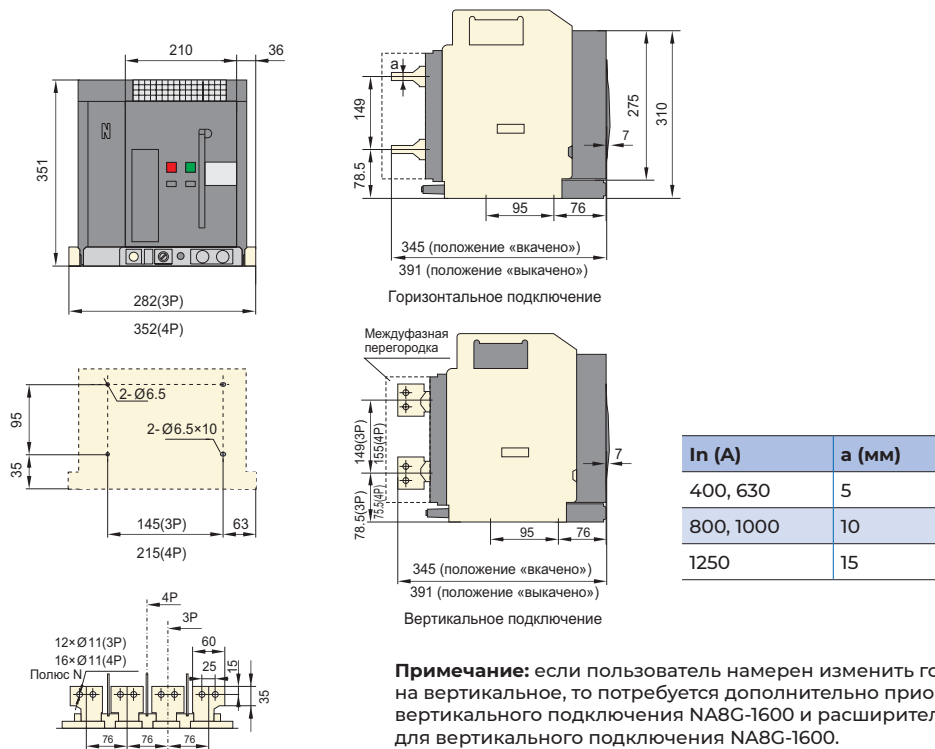 210
36
351
282(3P)
352(4P)
a
149
78.5
275
310
7
95
76
345 (положение «вкачено»)
391 (положение «выкачено»)
Горизонтальное подключение
2-Ø6.5
2-Ø6.5×10
95
35
145(3P)
63
215(4P)
Междуфазная
перегородка
149(3P)
155(4P)
78.5(3P)
75.5(4P)
7
95
76
345 (положение «вкачено»)
391 (положение «выкачено»)
Вертикальное подключение
In (A) a (мм)
400, 630 5
800, 1000 10
1250 15
4P
3P
12×Ø11(3P)
16×Ø11(4P)
Полюс N
60
25
15
35
76
76
76
Примечание: если пользователь намерен изменить го
на вертикальное, то потребуется дополнительно прио
вертикального подключения NA8G-1600 и расширител
для вертикального подключения NA8G-1600.